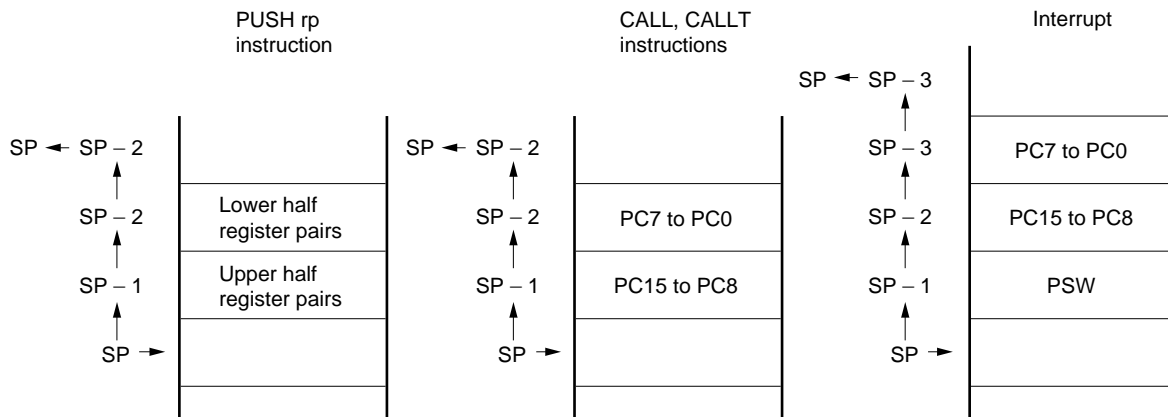 PUSH rp
instruction
SP ← SP – 2
SP – 2
Lower half
register pairs
SP – 1
Upper half
register pairs
SP
CALL, CALLT
instructions
SP ← SP – 2
SP – 2
PC7 to PC0
SP – 1
PC15 to PC8
SP
Interrupt
SP ← SP – 3
SP – 3
PC7 to PC0
SP – 2
PC15 to PC8
SP – 1
PSW
SP